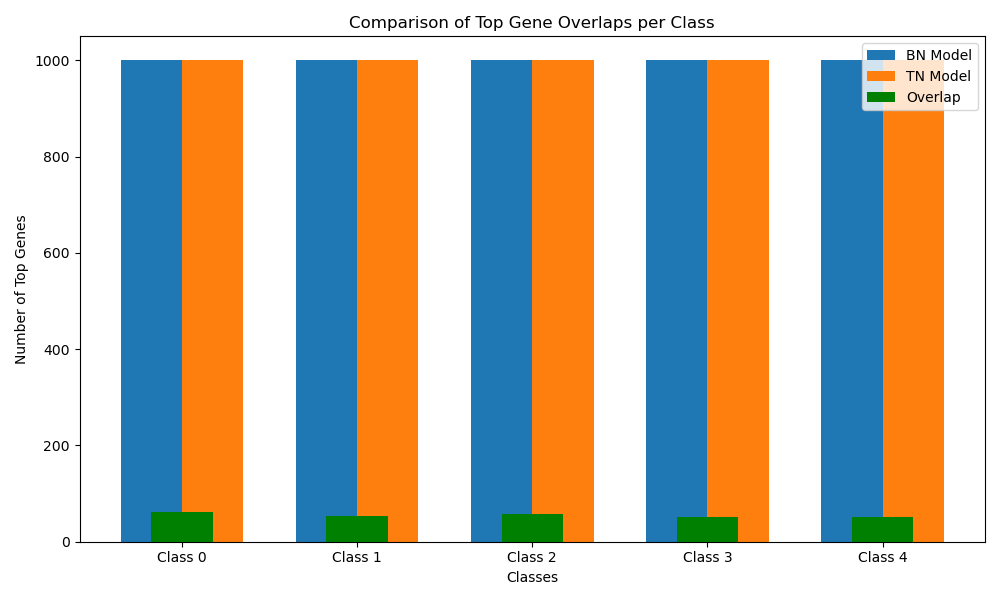 Comparison of Top Gene Overlaps per Class
BN Model
TN Model
Overlap
Number of Top Genes
1000
800
600
400
200
0
Class 0 Class 1 Class 2 Class 3 Class 4
Classes